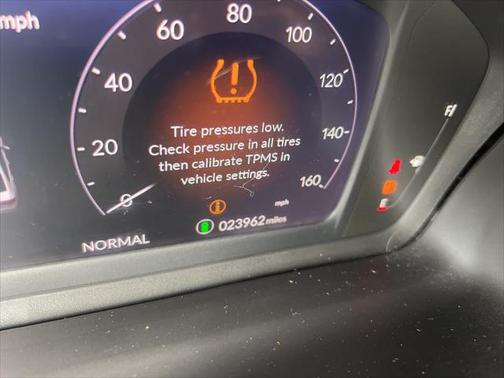 mph
80
60
100
40
120
Tire pressures low.
Check pressure in all tires
then calibrate TPMS in
vehicle settings.
140
20
160
0
mph
023962 miles
NORMAL
F